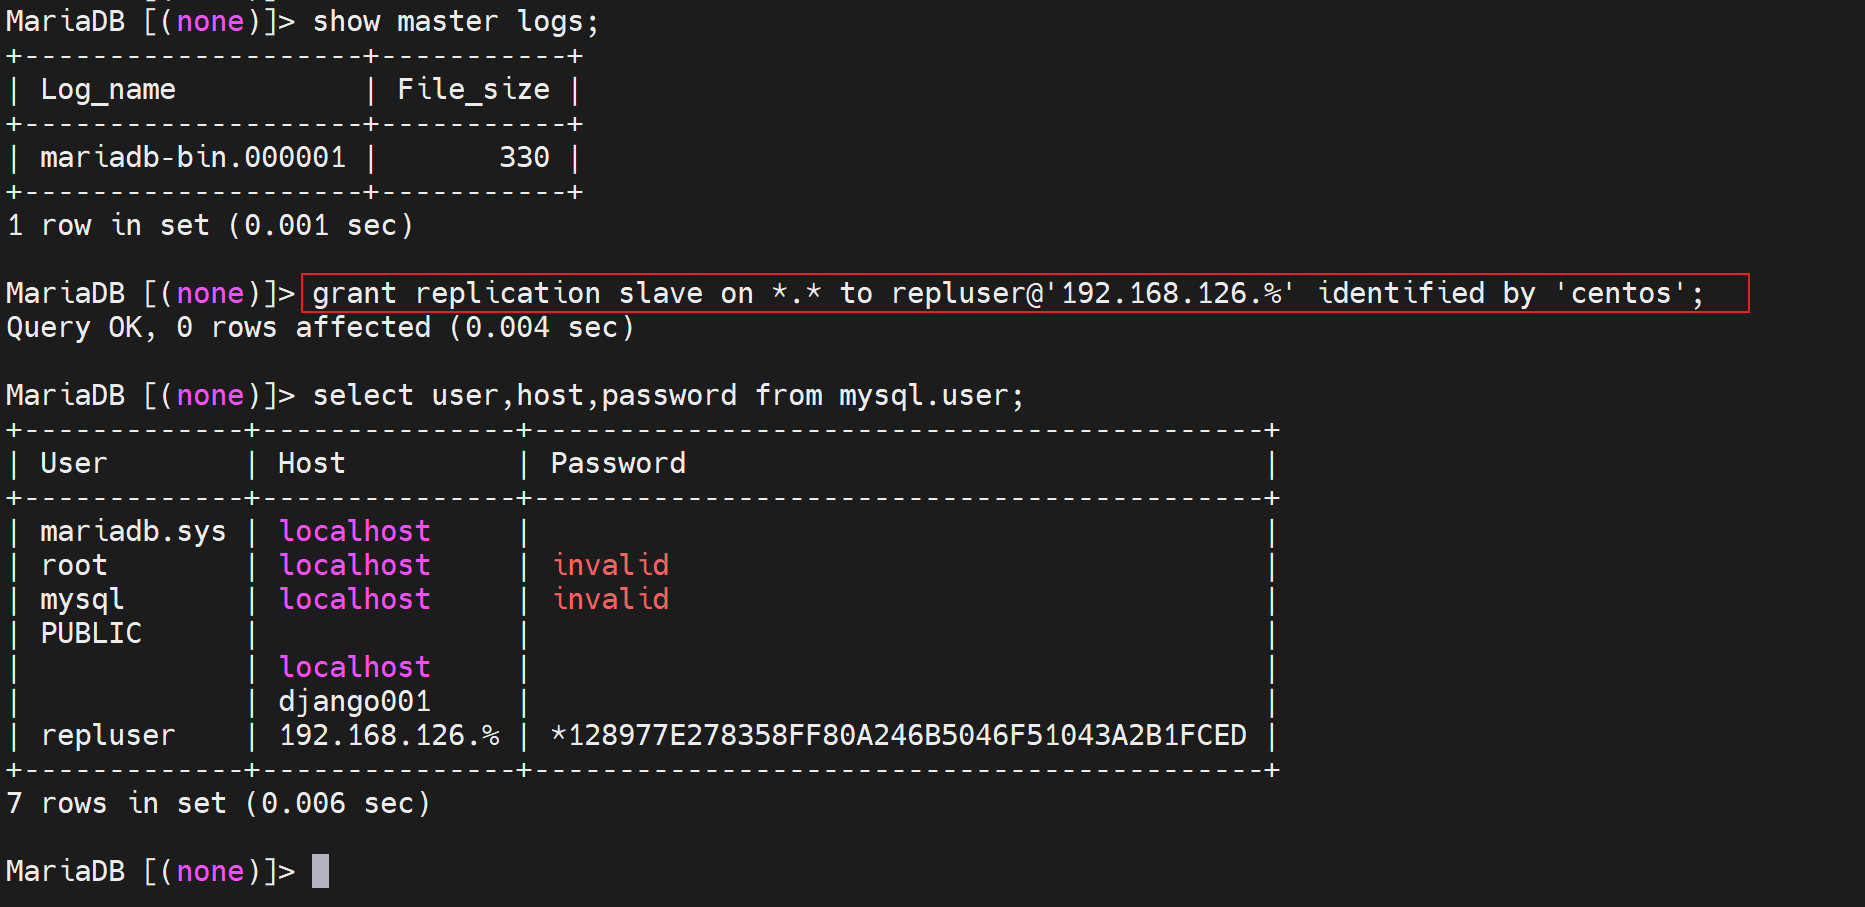 MariaDB [(none)]> show master logs;
+--------------------+-----------+
| Log_name           | File_size |
+--------------------+-----------+
| mariadb-bin.000001 |       330 |
+--------------------+-----------+
1 row in set (0.001 sec)
MariaDB [(none)]> grant replication slave on *.* to repluser@'192.168.126.%' identified by 'centos';
Query OK, 0 rows affected (0.004 sec)
MariaDB [(none)]> select user,host,password from mysql.user;
+-------------+---------------+-------------------------------------------+
| User        | Host          | Password                                  |
+-------------+---------------+-------------------------------------------+
| mariadb.sys | localhost     |                                           |
| root        | localhost     | invalid                                   |
| mysql       | localhost     | invalid                                   |
| PUBLIC      |               |                                           |
|             | localhost     |                                           |
|             | django001     |                                           |
| repluser    | 192.168.126.% | *128977E278358FF80A246B5046F51043A2B1FCED |
+-------------+---------------+-------------------------------------------+
7 rows in set (0.006 sec)
MariaDB [(none)]>